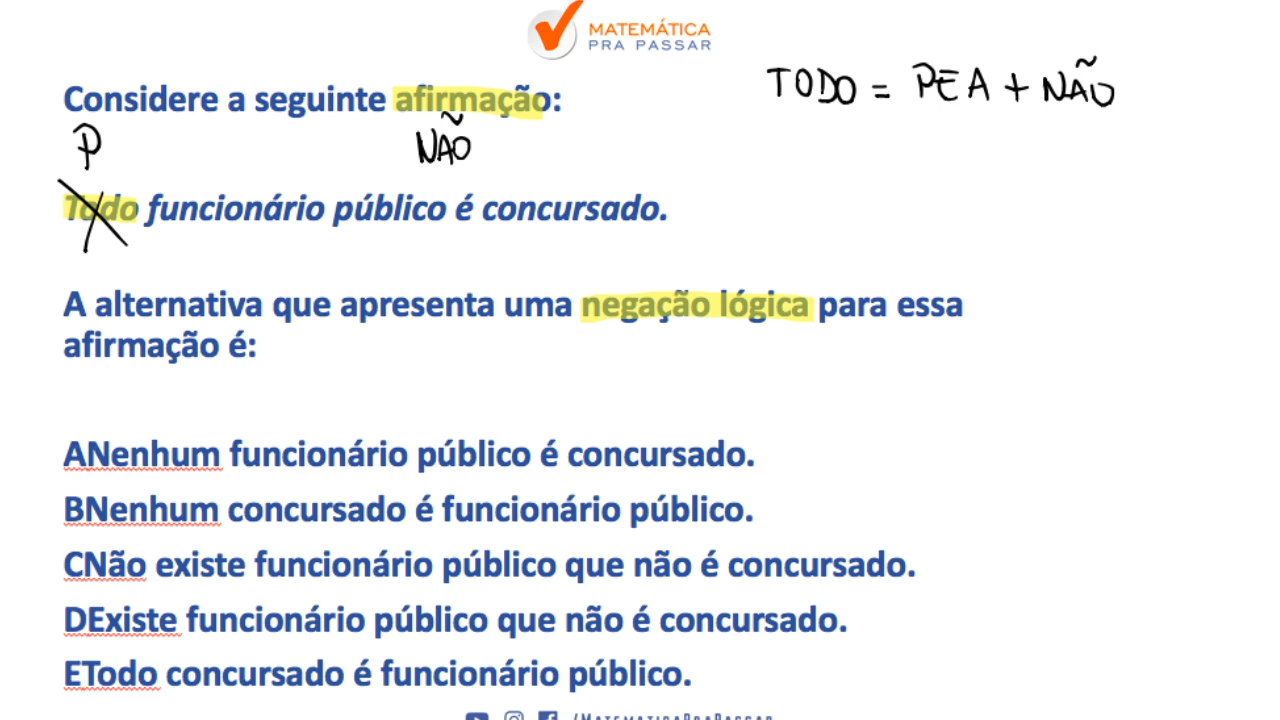 MATEMÁTICA
PRA PASSAR
TODO = PEA + NÃO
Considere a seguinte afirmação:
P NÃO
Todo funcionário público é concursado.
A alternativa que apresenta uma negação lógica para essa
afirmação é:
ANenhum funcionário público é concursado.
BNenhum concursado é funcionário público.
CNão existe funcionário público que não é concursado.
DExiste funcionário público que não é concursado.
ETodo concursado é funcionário público.
/MATEMATICAPRAPASSAR